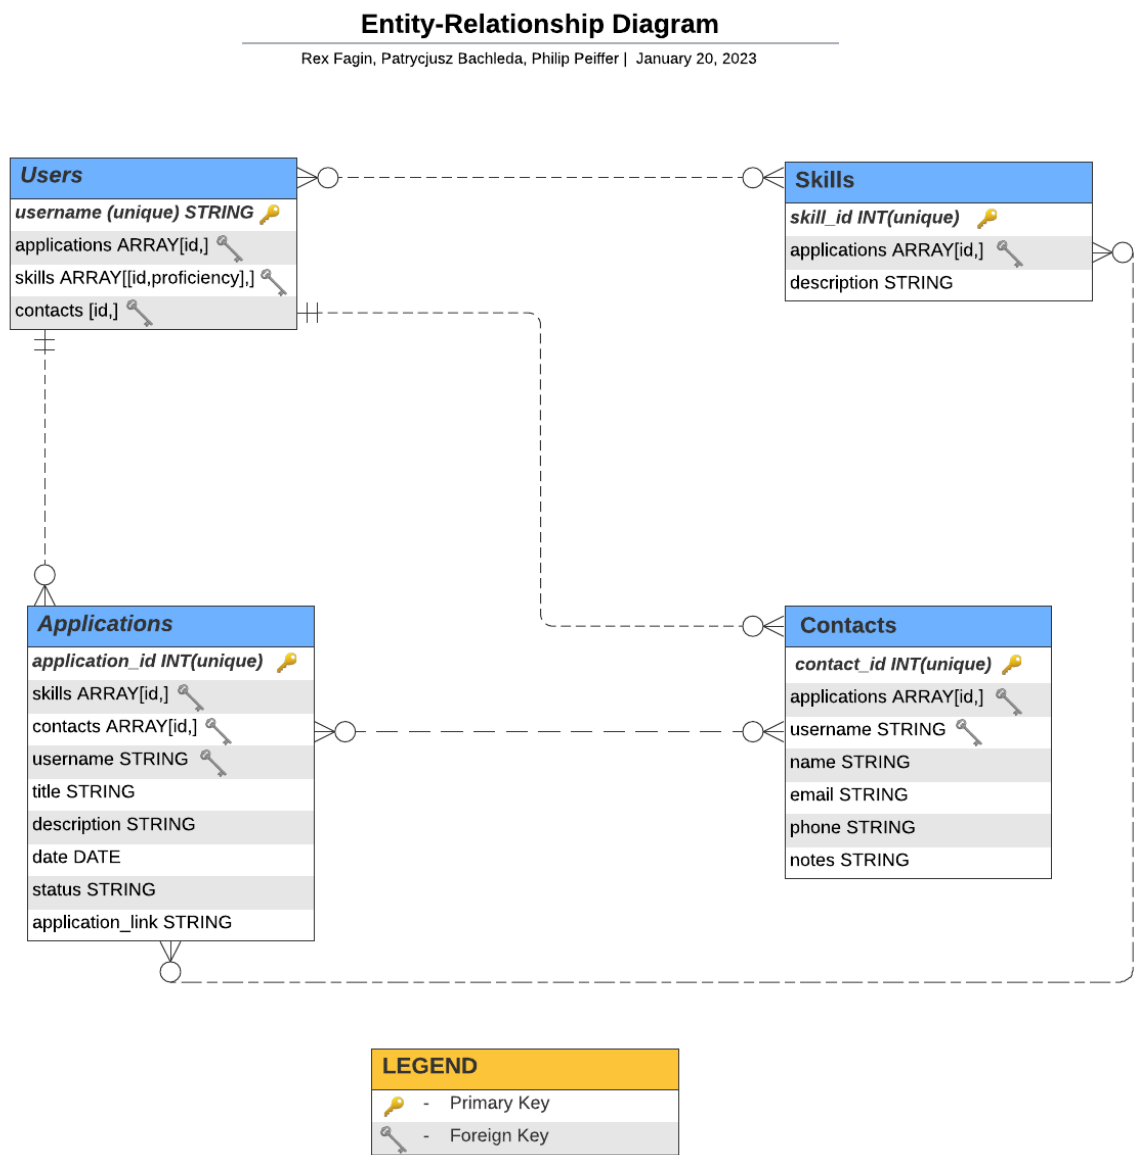 Entity-Relationship Diagram
Rex Fagin, Patrycjusz Bachleda, Philip Peiffer | January 20, 2023
Users
username (unique) STRING
applications ARRAY[id,]
skills ARRAY[[id,proficiency],]
contacts [id,]
Skills
skill_id INT(unique)
applications ARRAY[id,]
description STRING
Applications
application_id INT(unique)
skills ARRAY[id,]
contacts ARRAY[id,]
username STRING
title STRING
description STRING
date DATE
status STRING
application_link STRING
Contacts
contact_id INT(unique)
applications ARRAY[id,]
username STRING
name STRING
email STRING
phone STRING
notes STRING
LEGEND
- Primary Key
- Foreign Key